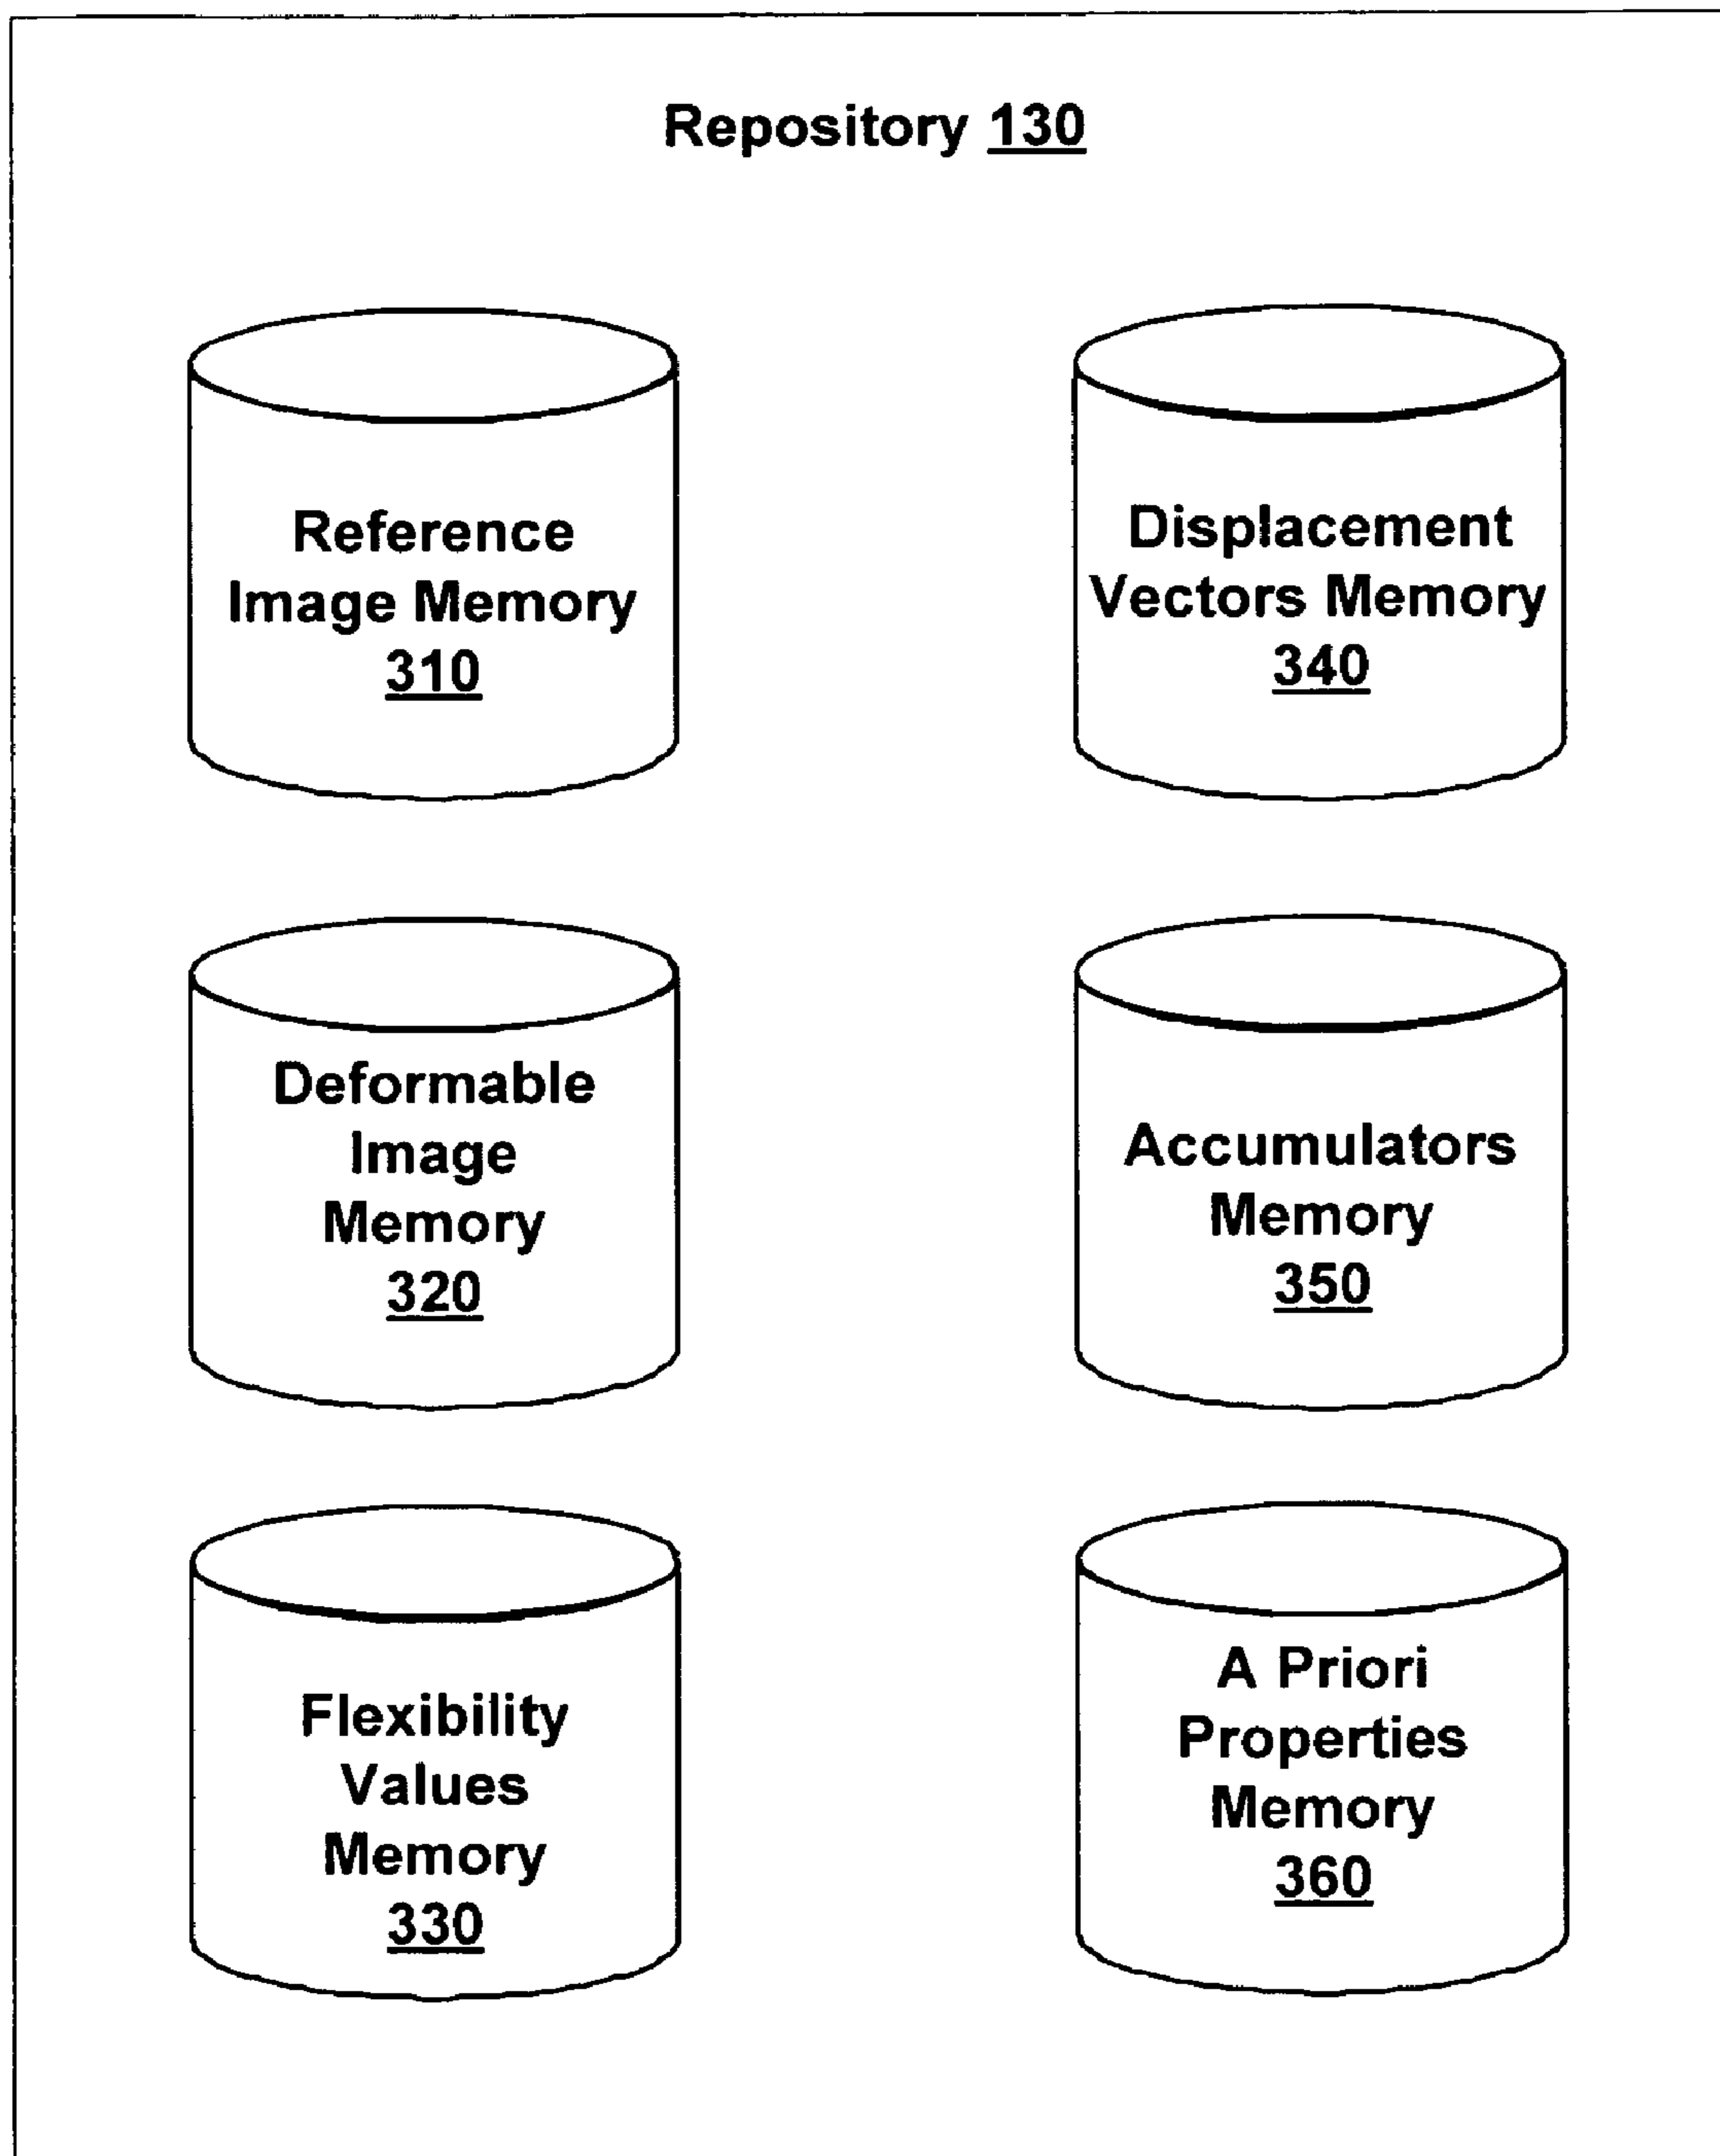 Repository 130
Reference
Image Memory
310
Displacement
Vectors Memory
340
Deformable
Image
Memory
320
Accumulators
Memory
350
Flexibility
Values
Memory
330
A Priori
Properties
Memory
360